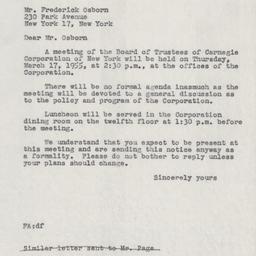 Mr. Frederick Osborn
230 Park Avenue
New York 17, New York
Dear Mr. Osborn
A meeting of the Board of Trustees of Carnegie
Corporation of New York will be held on Thursday,
March 17, 1955, at 2:30 p.m., at the offices of the
Corporation.
There will be no formal agenda inasmuch as the
meeting will be devoted to a general discussion as
to the policy and program of the Corporation.
Luncheon will be served in the Corporation
dining room on the twelfth floor at 1:30 p.m. before
the meeting.
We understand that you expect to be present at
this meeting and are sending this notice anyway as
a formality. Please do not bother to reply unless
your plans should change.
Sincerely yours
FA:df
Similar letter sent to Mr. Page